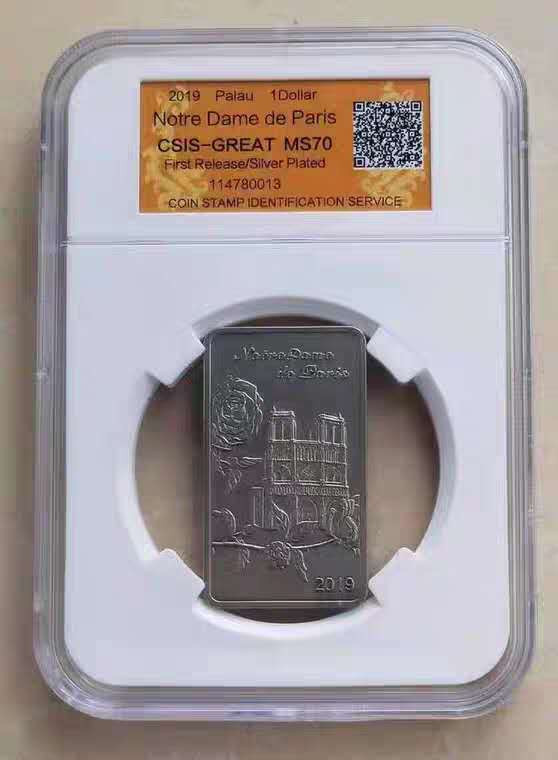 2019 Palau 1Dollar
Notre Dame de Paris
CSIS-GREAT MS70
First Release/Silver Plated
114780013
COIN STAMP IDENTIFICATION SERVICE
Notre Dame
de Paris
2019